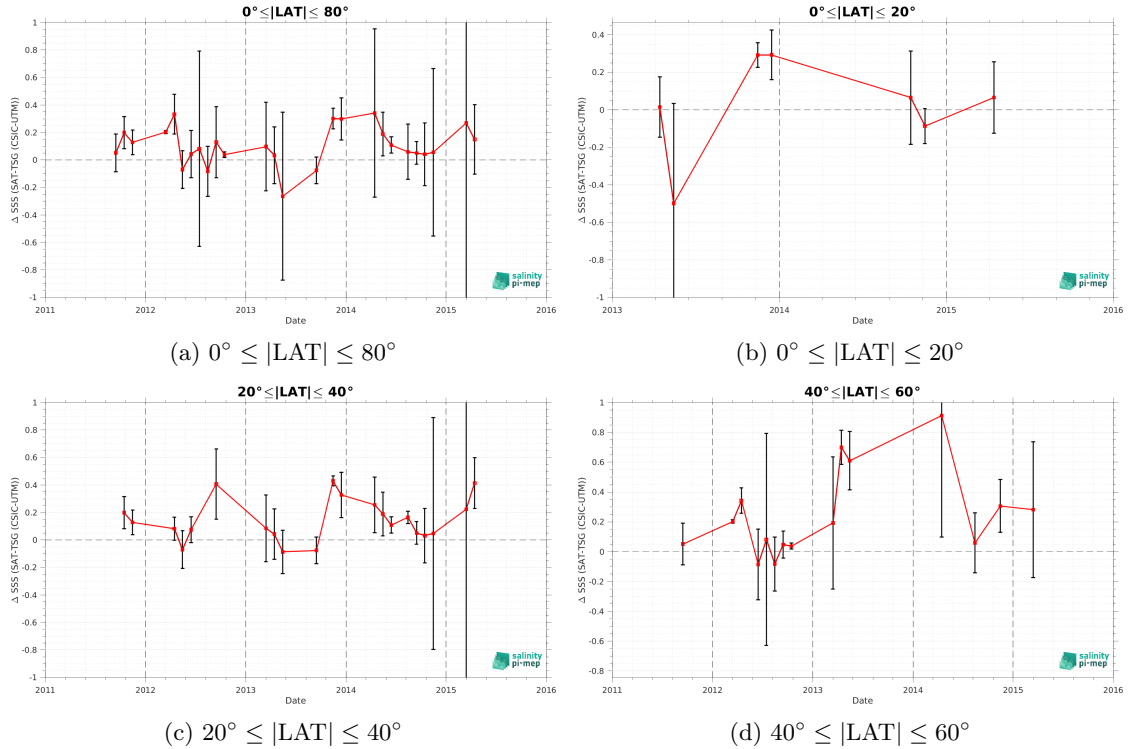 0°≤|LAT|≤ 80°
1
0.8
0.6
0.4
0.2
0
-0.2
-0.4
-0.6
-0.8
-1
Δ SSS (SAT-TSG (CSIC-UTM))
2011
2012
2013
2014
2015
2016
Date
salinity
pi-mep
(a) 0° ≤ |LAT| ≤ 80°
0°≤|LAT|≤ 20°
0.4
0.2
0
-0.2
-0.4
-0.6
-0.8
-1
Δ SSS (SAT-TSG (CSIC-UTM))
2013
2014
2015
2016
Date
salinity
pi-mep
(b) 0° ≤ |LAT| ≤ 20°
20°≤|LAT|≤ 40°
1
0.8
0.6
0.4
0.2
0
-0.2
-0.4
-0.6
-0.8
-1
Δ SSS (SAT-TSG (CSIC-UTM))
2011
2012
2013
2014
2015
2016
Date
salinity
pi-mep
(c) 20° ≤ |LAT| ≤ 40°
40°≤|LAT|≤ 60°
1
0.8
0.6
0.4
0.2
0
-0.2
-0.4
-0.6
-0.8
Δ SSS (SAT-TSG (CSIC-UTM))
2011
2012
2013
2014
2015
2016
Date
salinity
pi-mep
(d) 40° ≤ |LAT| ≤ 60°